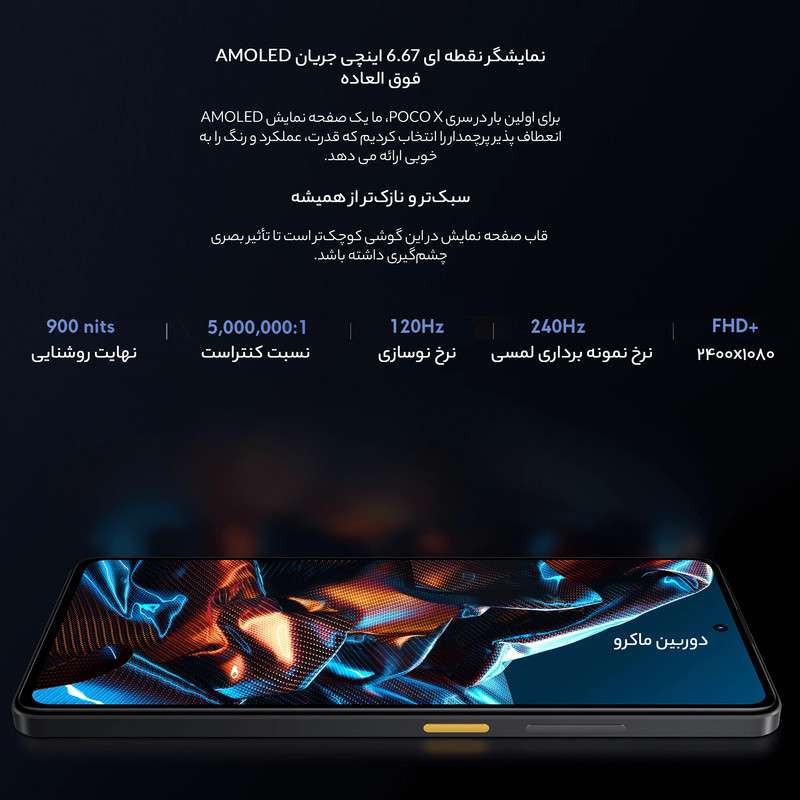 نمایشگر نقطه ای 6.67 اینچی جریان AMOLED
فوق العاده
برای اولین بار در سری POCO X، ما یک صفحه نمایش AMOLED
انعطاف پذیر پرچمدار را انتخاب کردیم که قدرت، عملکرد و رنگ را به
خوبی ارائه می دهد.
سبک‌تر و نازک‌تر از همیشه
قاب صفحه نمایش در این گوشی کوچک‌تر است تا تأثیر بصری
چشم‌گیری داشته باشد.
FHD+
۲۴۰۰x۱۰۸۰
240Hz
نرخ نمونه برداری لمسی
120Hz
نرخ نوسازی
5,000,000:1
نسبت کنتراست
900 nits
نهایت روشنایی
دوربین ماکرو